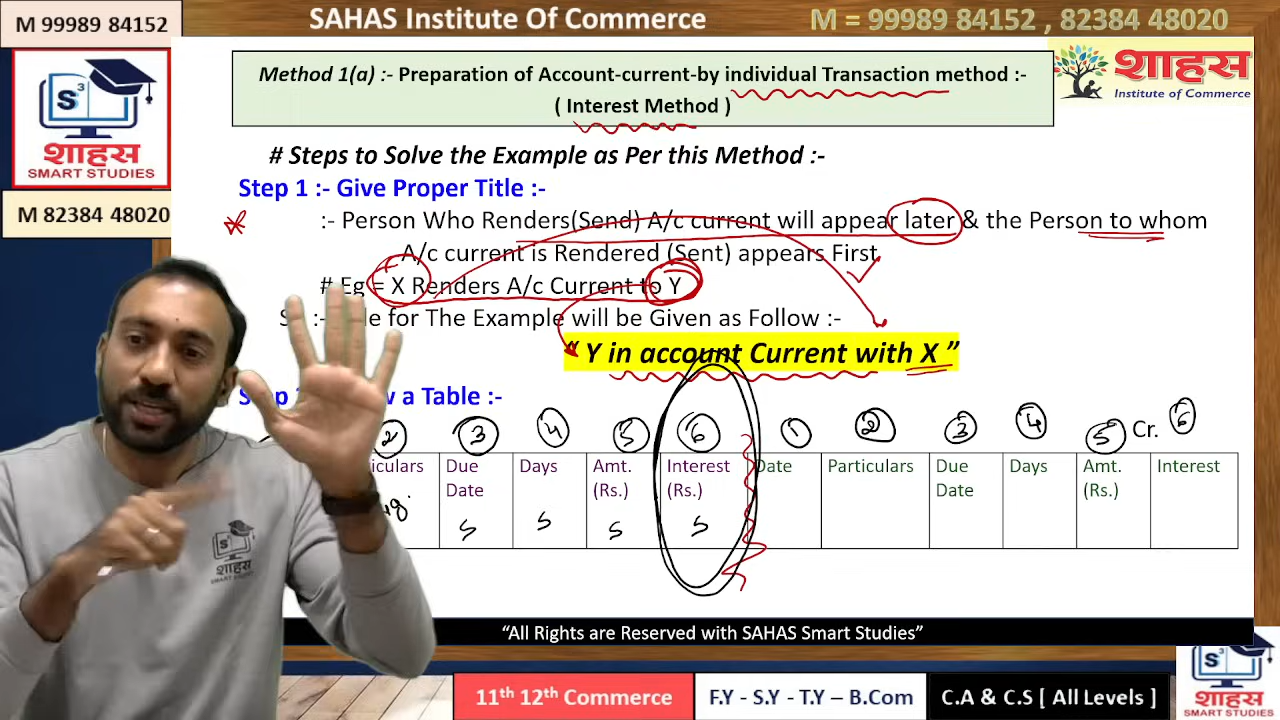 M 99989 84152
SAHAS Institute Of Commerce
M = 99989 84152 , 82384 48020
S3
शाहस
SMART STUDIES
M 82384 48020
शाहस
Institute of Commerce
Method 1(a) :- Preparation of Account-current-by individual Transaction method :-
( Interest Method )
# Steps to Solve the Example as Per this Method :-
Step 1 :- Give Proper Title :-
:- Person Who Renders(Send) A/c current will appear later & the Person to whom
A/c current is Rendered (Sent) appears First
# Eg = X Renders A/c Current to Y
for The Example will be Given as Follow :-
“ Y in account Current with X ”
a Table :-
2 3 4 5 6 1 2 3 4 5 Cr. 6
Due Date Days Amt. (Rs.) Interest (Rs.) Date Particulars Due Date Days Amt. (Rs.) Interest
S S S S
शाहस
“All Rights are Reserved with SAHAS Smart Studies”
11th 12th Commerce
F.Y - S.Y - T.Y – B.Com
C.A & C.S [ All Levels ]
S3
शाहस
SMART STUDIES